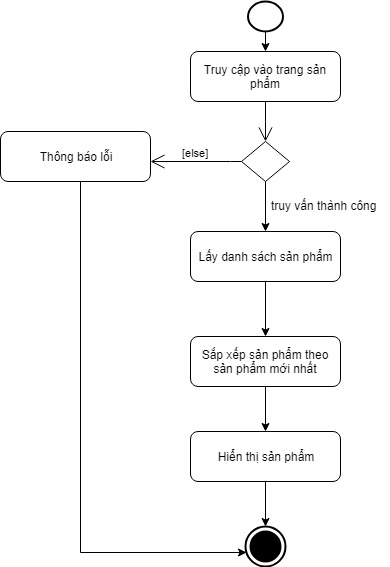 Truy cập vào trang sản
phẩm
Thông báo lỗi
[else]
truy vấn thành công
Lấy danh sách sản phẩm
Sắp xếp sản phẩm theo
sản phẩm mới nhất
Hiển thị sản phẩm